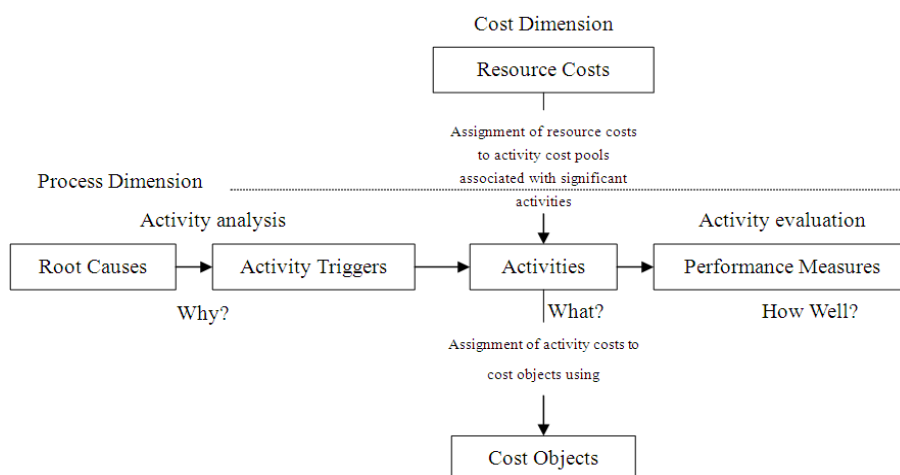 Cost Dimension
Resource Costs
Assignment of resource costs
to activity cost pools
associated with significant
activities
Process Dimension
Activity analysis
Activity evaluation
Root Causes
Activity Triggers
Activities
Performance Measures
Why?
What?
How Well?
Assignment of activity costs to
cost objects using
Cost Objects